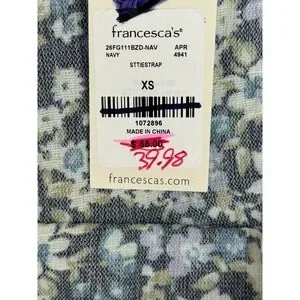 francesca's®
26FG111BZD-NAV APR
NAVY 4941
STTIESTRAP
XS
1072896
MADE IN CHINA
$ 58.00
39.98
francescas.com